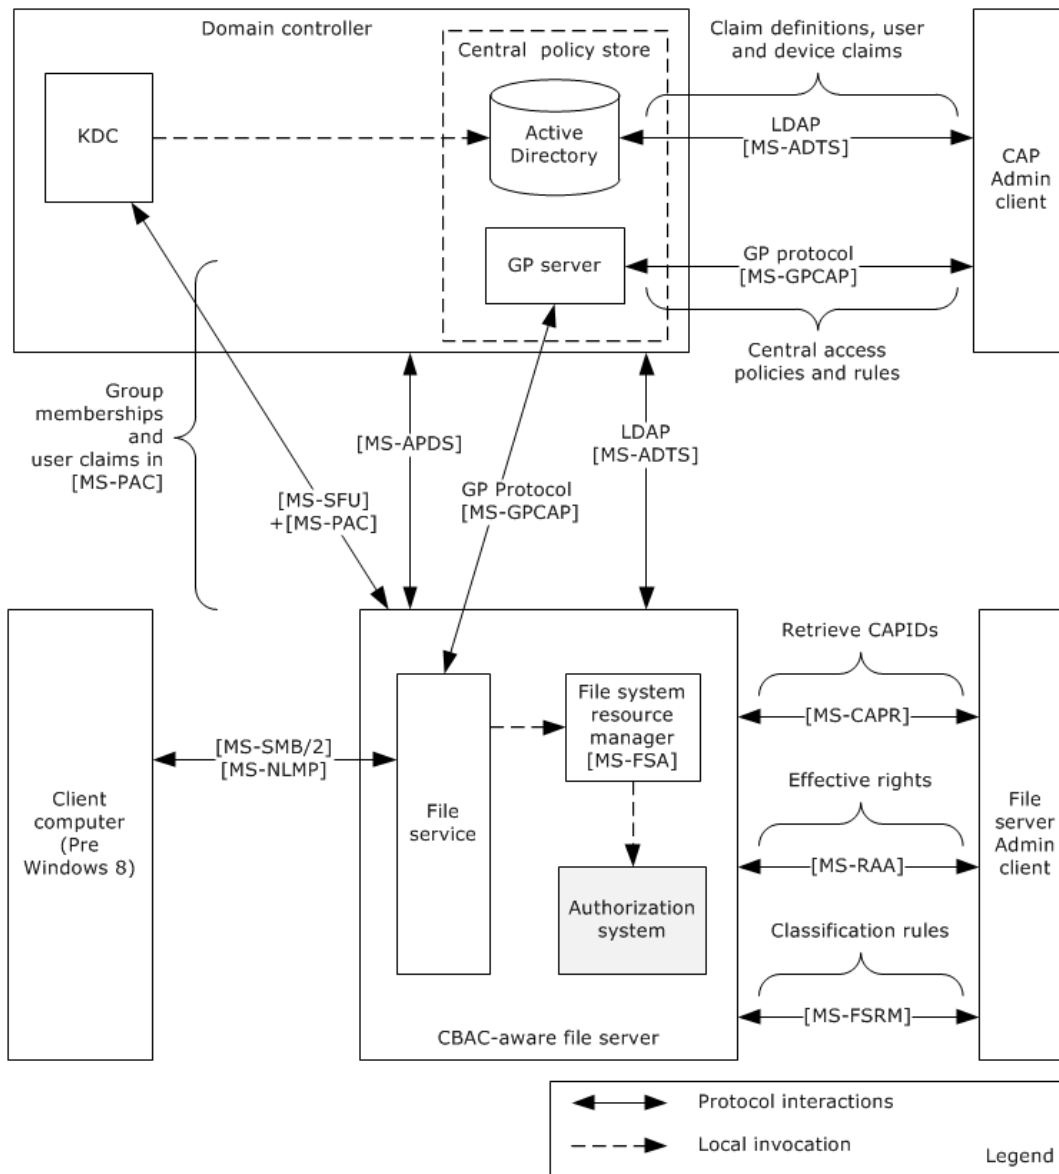 Domain controller
Central policy store
Claim definitions, user
and device claims
KDC
Active
Directory
LDAP
[MS-ADTS]
CAP
Admin
client
GP server
GP protocol
[MS-GPCAP]
Central access
policies and rules
Group
memberships
and
user claims in
[MS-PAC]
[MS-APDS]
LDAP
[MS-ADTS]
[MS-SFU]
+[MS-PAC]
GP Protocol
[MS-GPCAP]
Retrieve CAPIDs
File system
resource
manager
[MS-FSA]
[MS-CAPR]
[MS-SMB/2]
[MS-NLMP]
Client
computer
(Pre
Windows 8)
File
service
Effective rights
File
server
Admin
client
[MS-RAA]
Authorization
system
Classification rules
[MS-FSRM]
CBAC-aware file server
Protocol interactions
Local invocation
Legend